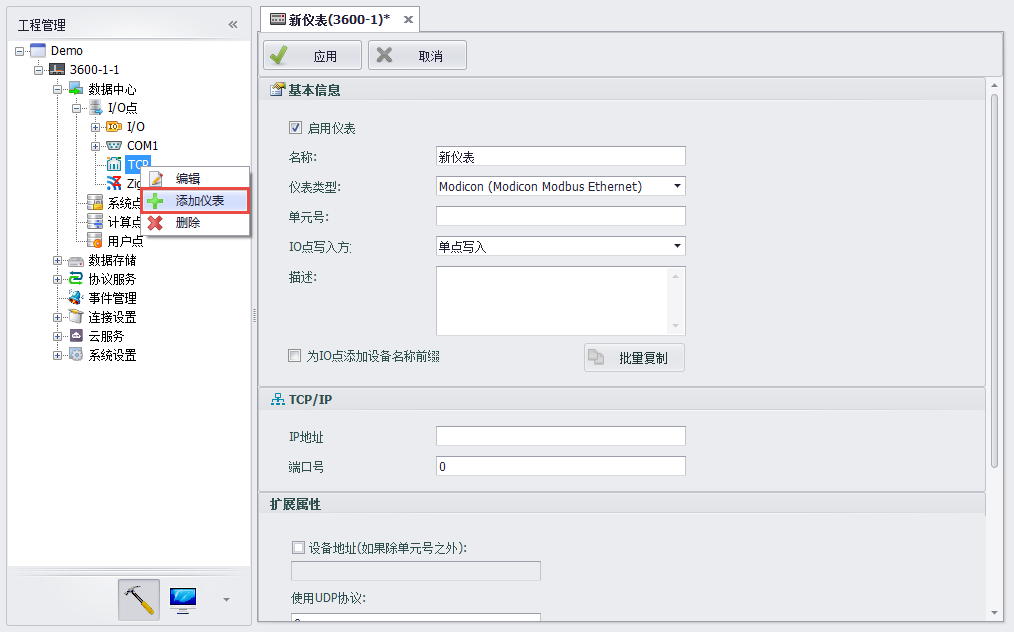 工程管理
Demo
3600-1-1
数据中心
I/O点
I/O
COM1
TCP
Zig
系统点
计算点
用户点
数据存储
协议服务
事件管理
连接设置
云服务
系统设置
编辑
添加仪表
删除
新仪表(3600-1)*
应用
取消
基本信息
启用仪表
名称:
新仪表
仪表类型:
Modicon (Modicon Modbus Ethernet)
单元号:
IO点写入方:
单点写入
描述:
为IO点添加设备名称前缀
批量复制
TCP/IP
IP地址
端口号
0
扩展属性
设备地址(如果除单元号之外):
使用UDP协议: